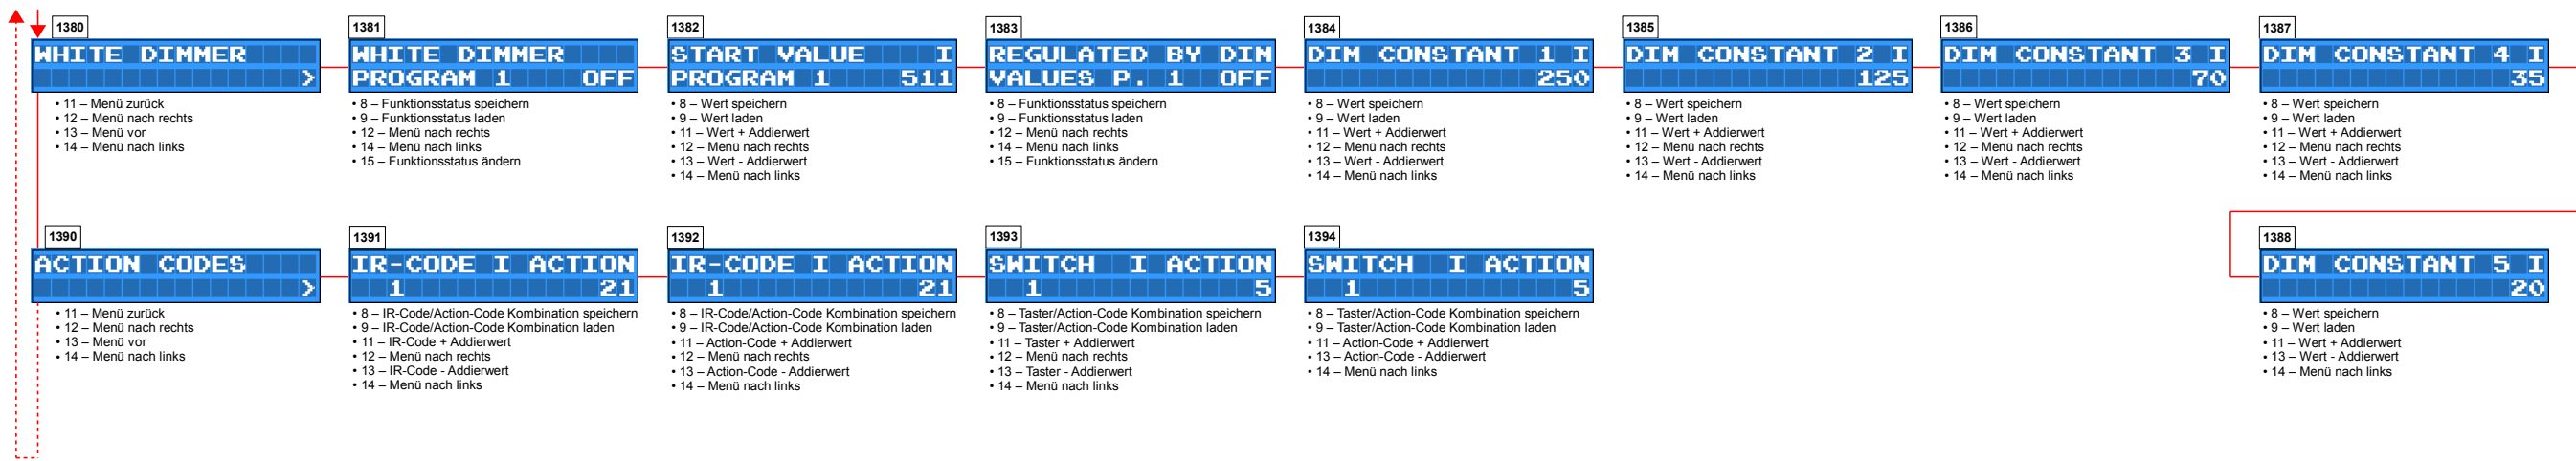 1380
WHITE DIMMER
>
• 11 – Menü zurück
• 12 – Menü nach rechts
• 13 – Menü vor
• 14 – Menü nach links
1381
WHITE DIMMER
PROGRAM 1 OFF
• 8 – Funktionsstatus speichern
• 9 – Funktionsstatus laden
• 12 – Menü nach rechts
• 14 – Menü nach links
• 15 – Funktionsstatus ändern
1382
START VALUE I
PROGRAM 1 511
• 8 – Wert speichern
• 9 – Wert laden
• 11 – Wert + Addierwert
• 12 – Menü nach rechts
• 13 – Wert - Addierwert
• 14 – Menü nach links
1383
REGULATED BY DIM
VALUES P. 1 OFF
• 8 – Funktionsstatus speichern
• 9 – Funktionsstatus laden
• 12 – Menü nach rechts
• 14 – Menü nach links
• 15 – Funktionsstatus ändern
1384
DIM CONSTANT 1 I
250
• 8 – Wert speichern
• 9 – Wert laden
• 11 – Wert + Addierwert
• 12 – Menü nach rechts
• 13 – Wert - Addierwert
• 14 – Menü nach links
1385
DIM CONSTANT 2 I
125
• 8 – Wert speichern
• 9 – Wert laden
• 11 – Wert + Addierwert
• 12 – Menü nach rechts
• 13 – Wert - Addierwert
• 14 – Menü nach links
1386
DIM CONSTANT 3 I
70
• 8 – Wert speichern
• 9 – Wert laden
• 11 – Wert + Addierwert
• 12 – Menü nach rechts
• 13 – Wert - Addierwert
• 14 – Menü nach links
1387
DIM CONSTANT 4 I
35
• 8 – Wert speichern
• 9 – Wert laden
• 11 – Wert + Addierwert
• 12 – Menü nach rechts
• 13 – Wert - Addierwert
• 14 – Menü nach links
1390
ACTION CODES
>
• 11 – Menü zurück
• 12 – Menü nach rechts
• 13 – Menü vor
• 14 – Menü nach links
1391
IR-CODE I ACTION
1 21
• 8 – IR-Code/Action-Code Kombination speichern
• 9 – IR-Code/Action-Code Kombination laden
• 11 – IR-Code + Addierwert
• 12 – Menü nach rechts
• 13 – IR-Code - Addierwert
• 14 – Menü nach links
1392
IR-CODE I ACTION
1 21
• 8 – IR-Code/Action-Code Kombination speichern
• 9 – IR-Code/Action-Code Kombination laden
• 11 – Action-Code + Addierwert
• 12 – Menü nach rechts
• 13 – Action-Code - Addierwert
• 14 – Menü nach links
1393
SWITCH I ACTION
1 5
• 8 – Taster/Action-Code Kombination speichern
• 9 – Taster/Action-Code Kombination laden
• 11 – Taster + Addierwert
• 12 – Menü nach rechts
• 13 – Taster - Addierwert
• 14 – Menü nach links
1394
SWITCH I ACTION
1 5
• 8 – Taster/Action-Code Kombination speichern
• 9 – Taster/Action-Code Kombination laden
• 11 – Action-Code + Addierwert
• 13 – Action-Code - Addierwert
• 14 – Menü nach links
1388
DIM CONSTANT 5 I
20
• 8 – Wert speichern
• 9 – Wert laden
• 11 – Wert + Addierwert
• 13 – Wert - Addierwert
• 14 – Menü nach links